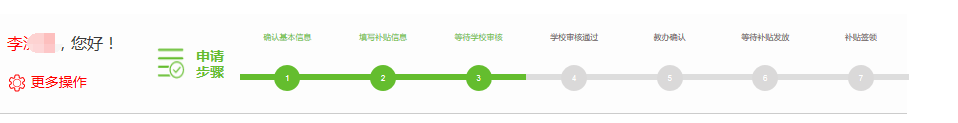 李
，您好！
更多操作
申请
步骤
确认基本信息
填写补贴信息
等待学校审核
学校审核通过
教办确认
等待补贴发放
补贴签领
1
2
3
4
5
6
7